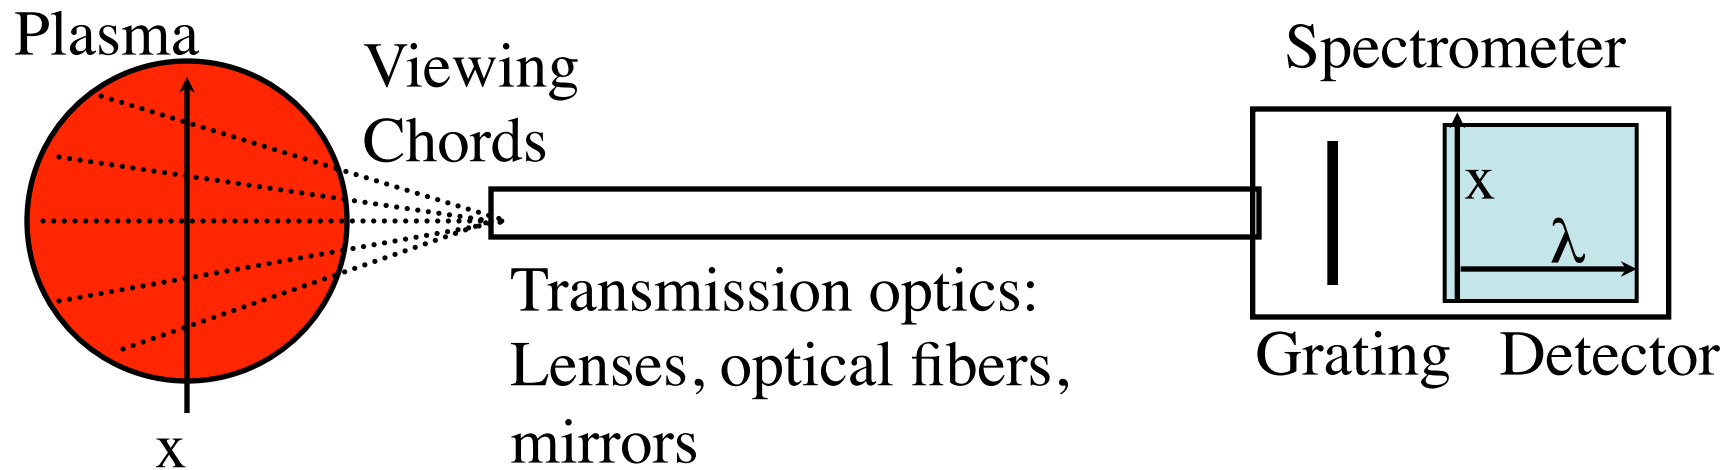 Plasma
Viewing
Chords
x
Transmission optics:
Lenses, optical fibers,
mirrors
Spectrometer
x
λ
Grating
Detector